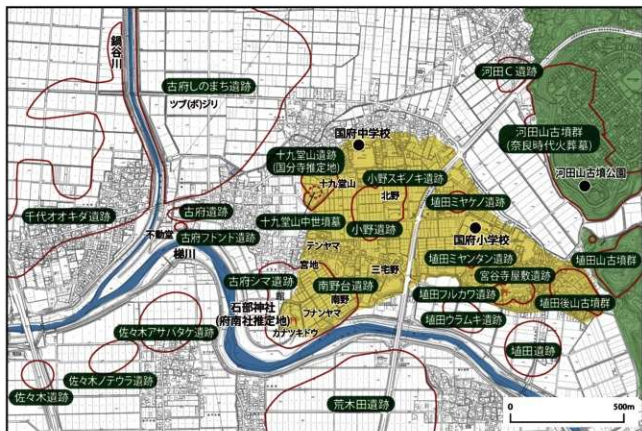 鍋谷川
古府しのまち遺跡
ツブ(ボ)ジリ
河田C遺跡
国府中学校
河田山古墳群
(奈良時代火葬墓)
十九堂山遺跡
(国分寺推定地)
十九堂山
小野スギノキ遺跡
北野
河田山古墳公園
千代オオキダ遺跡
古府遺跡
十九堂山中世墳墓
小野遺跡
埴田ミヤケノ遺跡
国府小学校
不動堂
古府フドンド遺跡
テンヤマ
埴田山古墳群
梯川
宮地
三宅野
埴田ミヤンタン遺跡
宮谷寺屋敷遺跡
古府シマ遺跡
南野台遺跡
南野
埴田フルカワ遺跡
埴田後山古墳群
石部神社
(府南社推定地)
フナンヤマ
埴田ウラムキ遺跡
カナツキドウ
佐々木アサバタケ遺跡
埴田遺跡
佐々木ノテウラ遺跡
佐々木遺跡
荒木田遺跡
0
500m